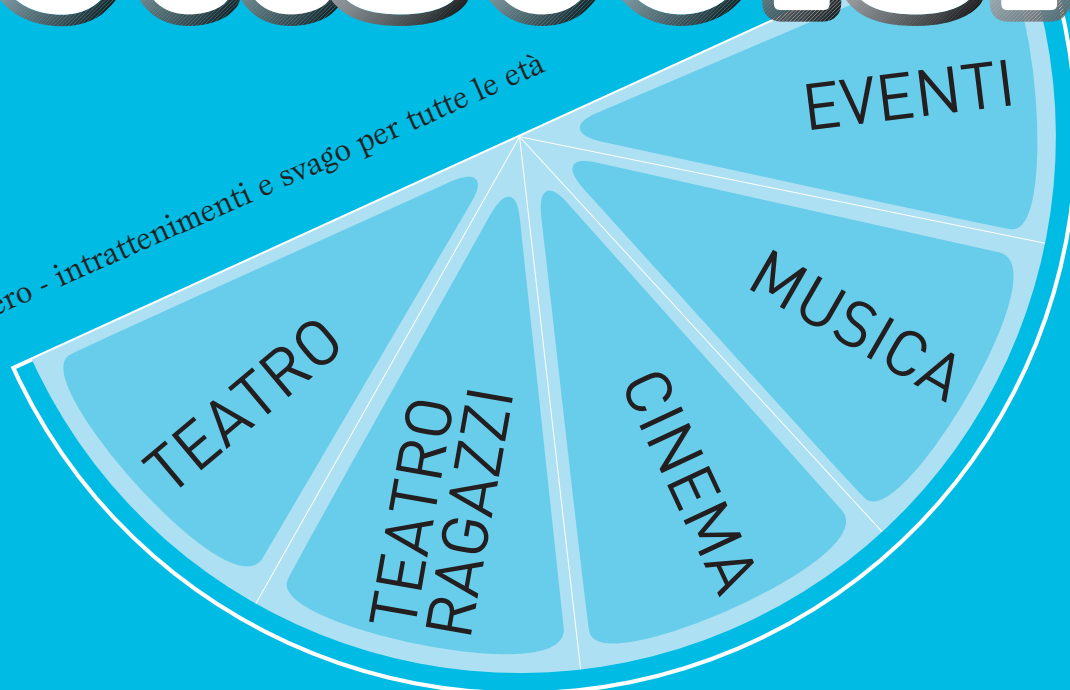 - intrattenimenti e svago per tutte le età
EVENTI
MUSICA
CINEMA
TEATRO
RAGAZZI
TEATRO